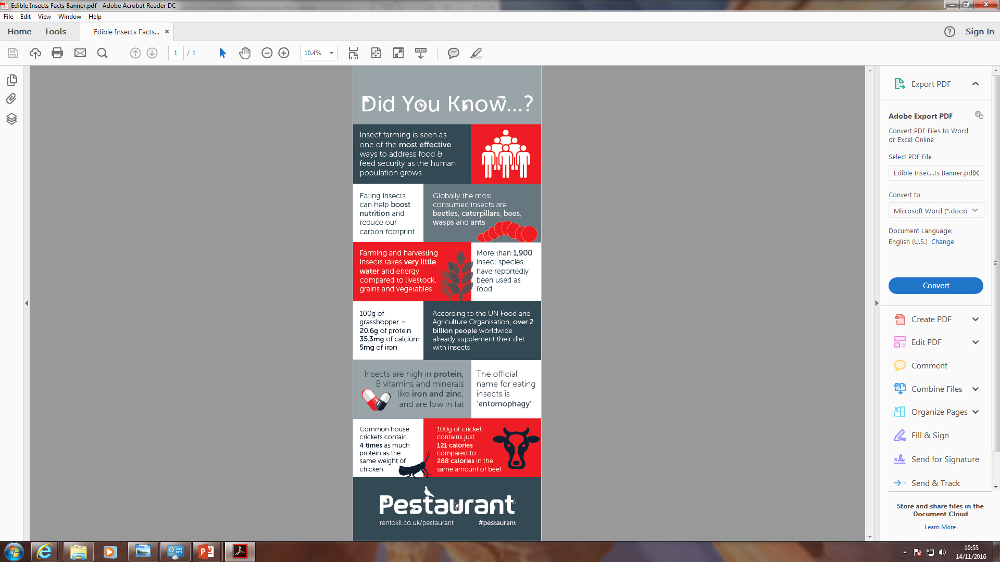 Edible Insects Facts Banner.pdf - Adobe Acrobat Reader DC
File Edit View Window Help
Home Tools Edible Insects Facts... ×
? Sign In
1 / 1
10.4%
Did You Know...?
Insect farming is seen as
one of the most effective
ways to address food &
feed security as the human
population grows
Eating insects
can help boost
nutrition and
reduce our
carbon footprint
Globally the most
consumed insects are
beetles, caterpillars, bees,
wasps and ants
Farming and harvesting
insects takes very little
water and energy
compared to livestock,
grains and vegetables
More than 1,900
insect species
have reportedly
been used as
food
100g of
grasshopper =
20.6g of protein
35.3mg of calcium
5mg of iron
According to the UN Food and
Agriculture Organisation, over 2
billion people worldwide
already supplement their diet
with insects
Insects are high in protein,
B vitamins and minerals
like iron and zinc,
and are low in fat
The official
name for eating
insects is
'entomophagy'
Common house
crickets contain
4 times as much
protein as the
same weight of
chicken
100g of cricket
contains just
121 calories
compared to
288 calories in the
same amount of beef
Pestaurant
rentokil.co.uk/pestaurant #pestaurant
Export PDF
Adobe Export PDF
Convert PDF Files to Word
or Excel Online
Select PDF File
Edible Insec...ts Banner.pdf
Convert to
Microsoft Word (*.docx)
Document Language:
English (U.S.) Change
Convert
Create PDF
Edit PDF
Comment
Combine Files
Organize Pages
Fill & Sign
Send for Signature
Send & Track
Store and share files in the
Document Cloud
Learn More
10:55
14/11/2016